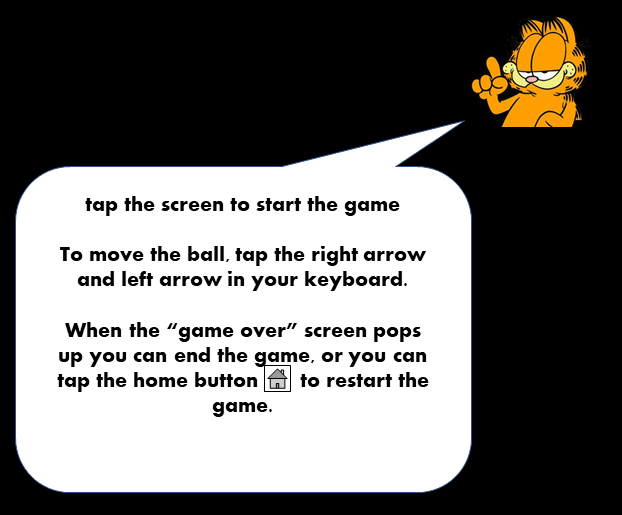 tap the screen to start the game
To move the ball, tap the right arrow
and left arrow in your keyboard.
When the “game over” screen pops
up you can end the game, or you can
tap the home button to restart the
game.